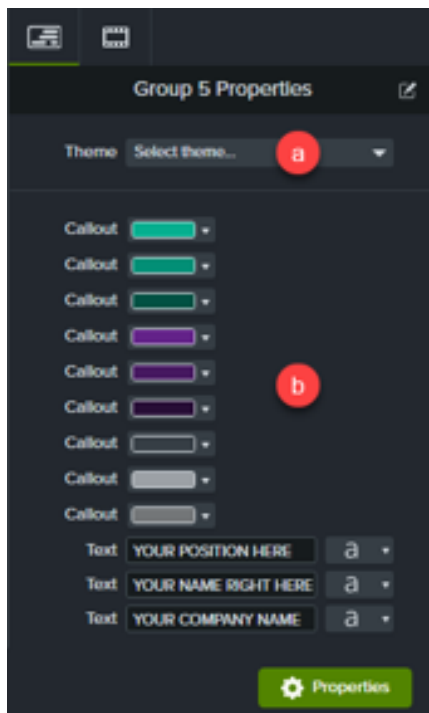 Group 5 Properties
Theme Select theme... a
Callout
Callout
Callout
Callout
Callout
Callout b
Callout
Callout
Callout
Text YOUR POSITION HERE a
Text YOUR NAME RIGHT HERE a
Text YOUR COMPANY NAME a
Properties